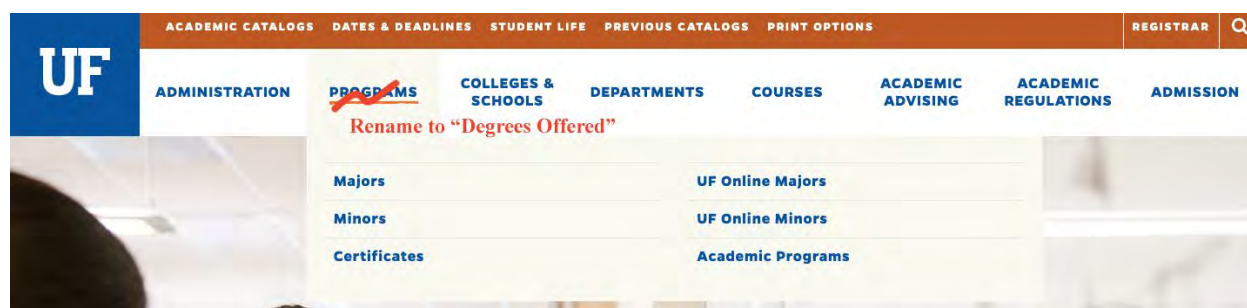 ACADEMIC CATALOGS DATES & DEADLINES STUDENT LIFE PREVIOUS CATALOGS PRINT OPTIONS REGISTRAR
UF
ADMINISTRATION PROGRAMS COLLEGES & SCHOOLS DEPARTMENTS COURSES ACADEMIC ADVISING ACADEMIC REGULATIONS ADMISSION
Rename to “Degrees Offered”
Majors UF Online Majors
Minors UF Online Minors
Certificates Academic Programs